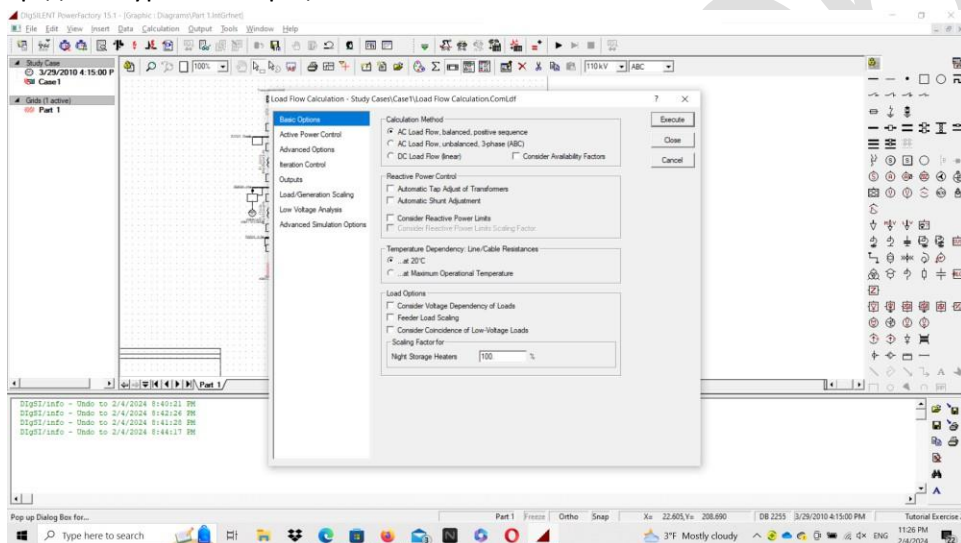 DIgSILENT PowerFactory 15.1 - [Graphic : Diagrams\Part 1.IntGrfnet]
File Edit View Insert Data Calculation Output Tools Window Help
100%
110 kV
ABC
Study Case
3/29/2010 4:15:00 P
Case1
Grids (1 active)
Part 1
Load Flow Calculation - Study Cases\Case1\Load Flow Calculation.ComLdf
? ×
Basic Options
Active Power Control
Advanced Options
Iteration Control
Outputs
Load/Generation Scaling
Low Voltage Analysis
Advanced Simulation Options
Calculation Method
AC Load Flow, balanced, positive sequence
AC Load Flow, unbalanced, 3-phase (ABC)
DC Load Flow (linear)
Consider Availability Factors
Reactive Power Control
Automatic Tap Adjust of Transformers
Automatic Shunt Adjustment
Consider Reactive Power Limits
Consider Reactive Power Limits Scaling Factor
Temperature Dependency: Line/Cable Resistances
...at 20°C
...at Maximum Operational Temperature
Load Options
Consider Voltage Dependency of Loads
Feeder Load Scaling
Consider Coincidence of Low-Voltage Loads
Scaling Factor for
Night Storage Heaters 100. %
Execute
Close
Cancel
Part 1
DIgSI/info - Undo to 2/4/2024 8:40:21 PM
DIgSI/info - Undo to 2/4/2024 8:42:26 PM
DIgSI/info - Undo to 2/4/2024 8:41:28 PM
DIgSI/info - Undo to 2/4/2024 8:44:17 PM
Pop up Dialog Box for...
Part 1 Freeze Ortho Snap X= 22.605,Y= 208.690 DB 2255 3/29/2010 4:15:00 PM Tutorial Exercise
Type here to search
3°F Mostly cloudy
ENG
11:26 PM
2/4/2024
22